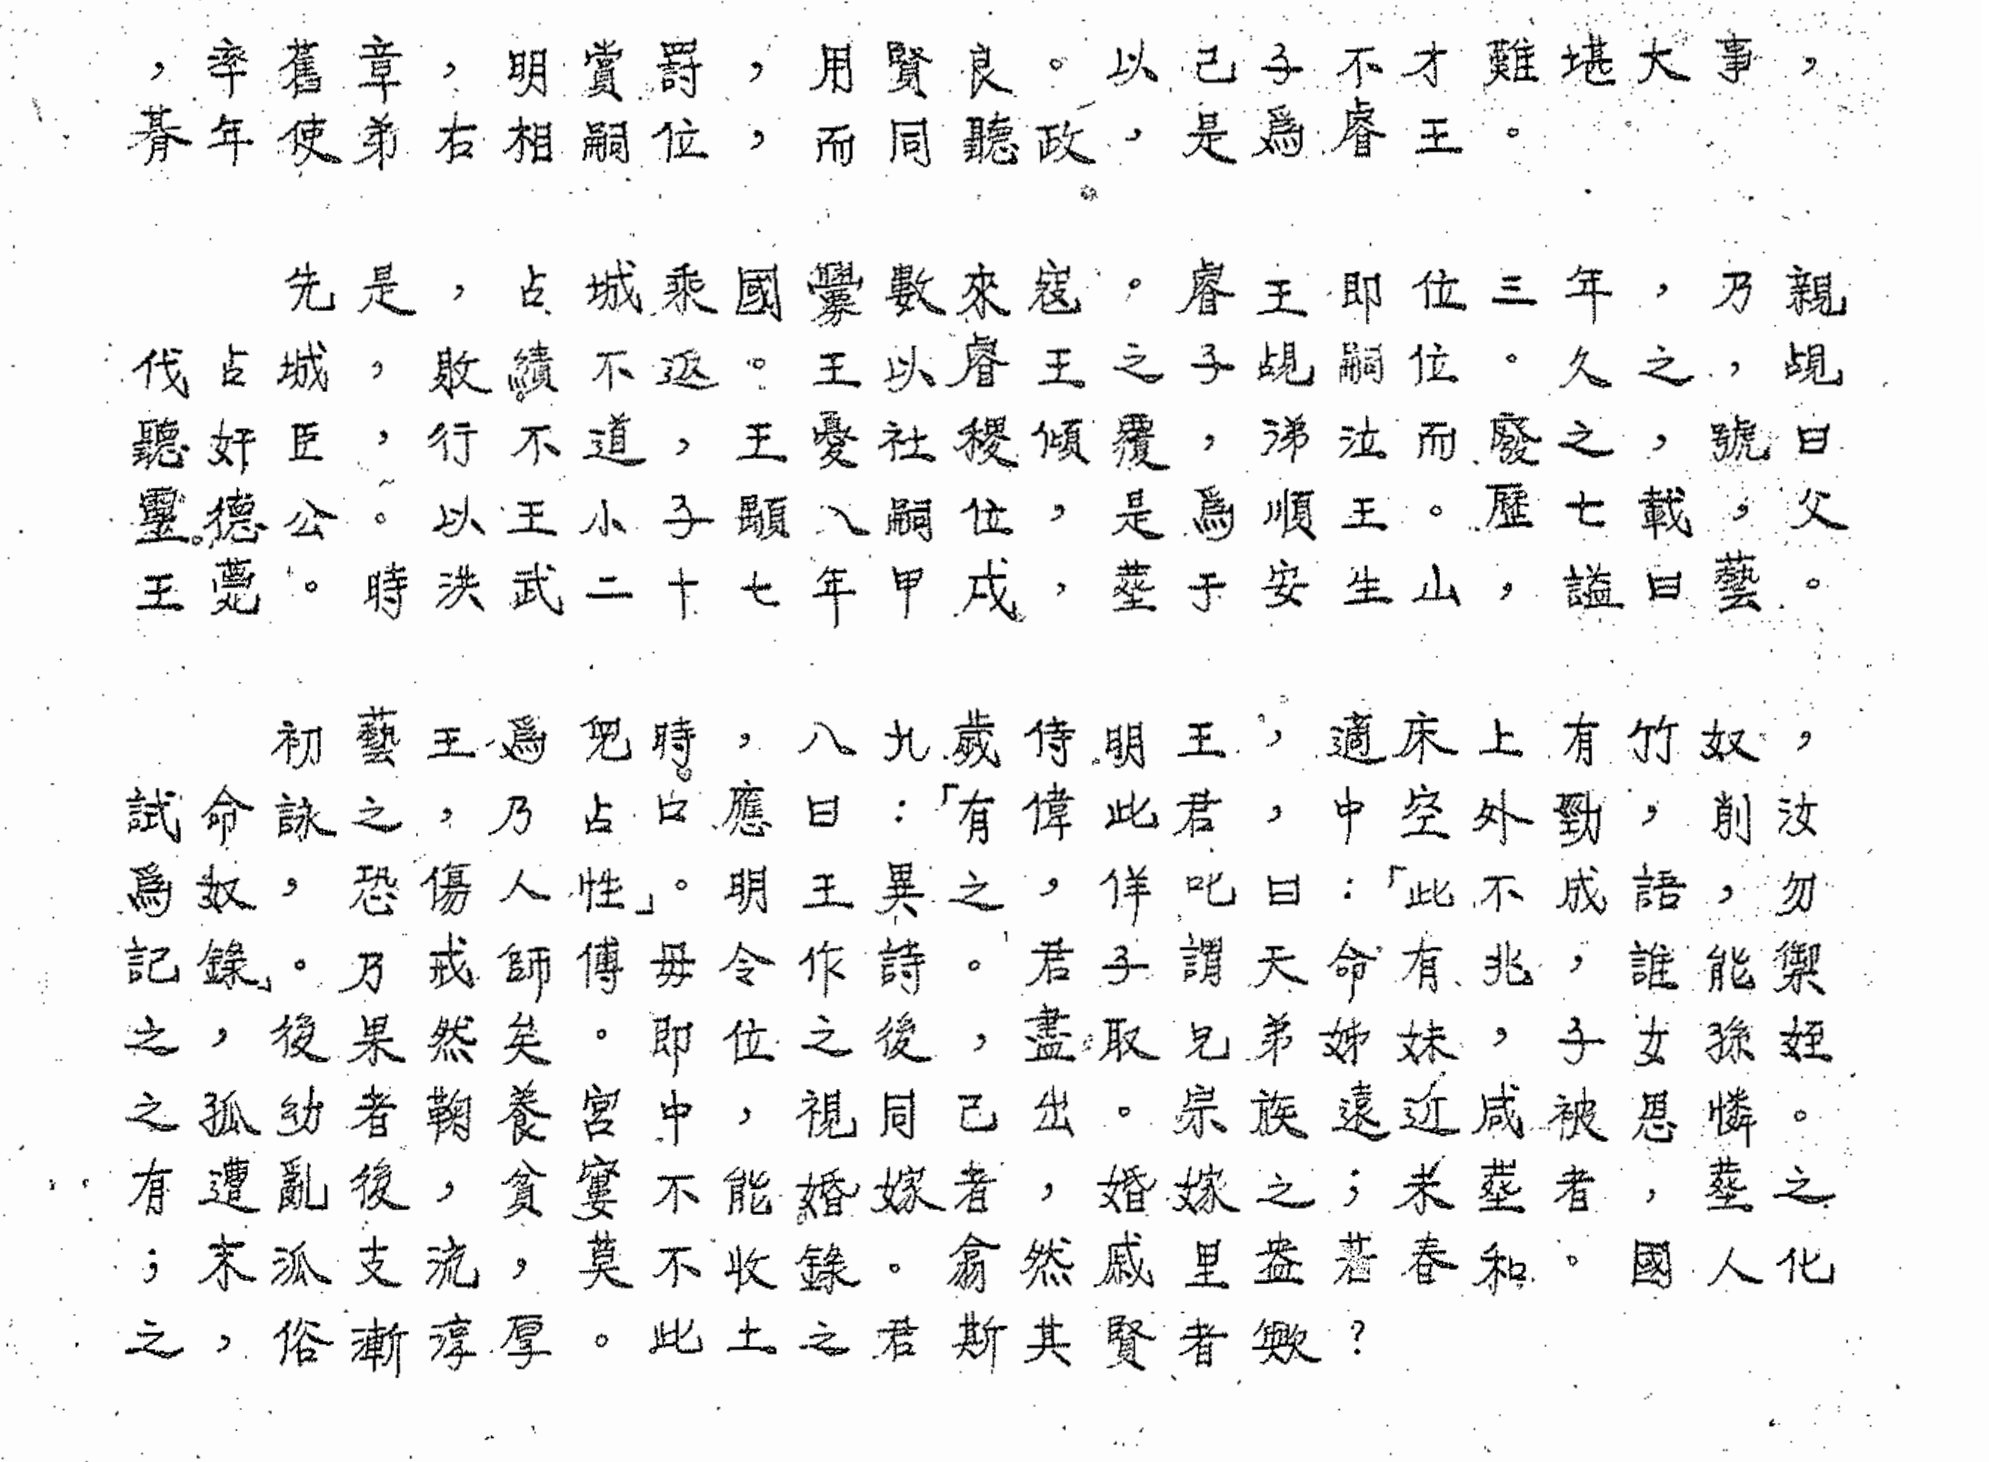 ，率舊章，明賞罸，用賢良。以己子不才難堪大事，
朞年使弟右相嗣位，而同聽政，是爲睿王。
先是，占城乘國釁數來寇。睿王即位三年，乃親
伐占城，敗績不返。王以睿王之子晛嗣位。久之，晛
聽奸臣，行不道，王憂社稷傾覆，涕泣而廢之，號曰
靈德公。以王小子顒八嗣位，是爲順王。歷七載，父
王薨。時洪武二十七年甲戌，塟于安生山，謚曰藝。
初藝王爲兒時，八九歲侍明王，適床上有竹奴，
試命詠之，乃占口應曰：「有偉此君，中空外勁，削汝
爲奴，恐傷人性」。明王異之，佯叱曰：「此不成語，勿
記錄」。乃戒師傅毋令作詩。君子謂天命有兆，誰能禦
之，後果然矣。即位之後，盡取兄弟姊妹，子女孫姪
之孤幼者鞠養宮中，視同己出。宗族遠近咸被恩憐。
有遭亂後，貧窶不能婚嫁者，婚嫁之；未塟者，塟之
；末派支流，莫不收錄。翕然戚里盎若春和。國人化
之，俗漸淳厚。此土之君斯其賢者歟？